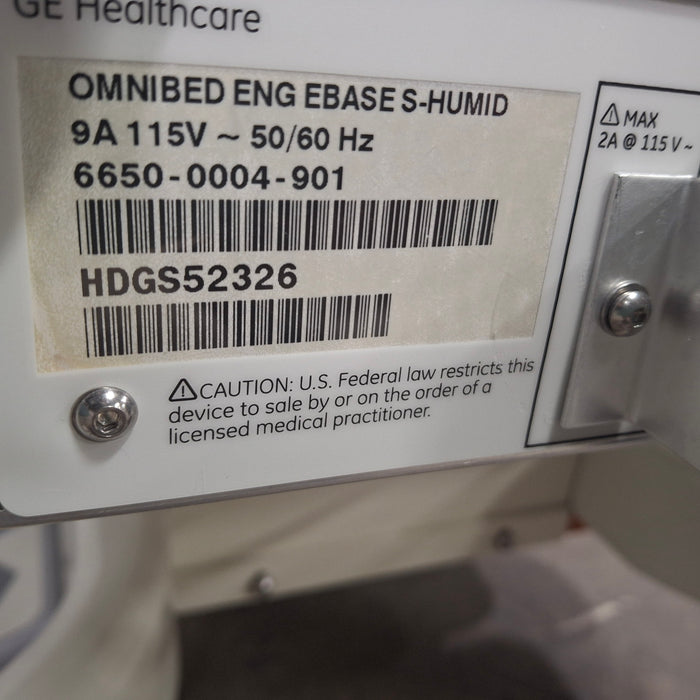 GE Healthcare
OMNIBED ENG EBASE S-HUMID
9A 115V ~ 50/60 Hz
6650-0004-901
HDGS52326
⚠CAUTION: U.S. Federal law restricts this
device to sale by or on the order of a
licensed medical practitioner.
⚠ MAX
2A @ 115 V ~